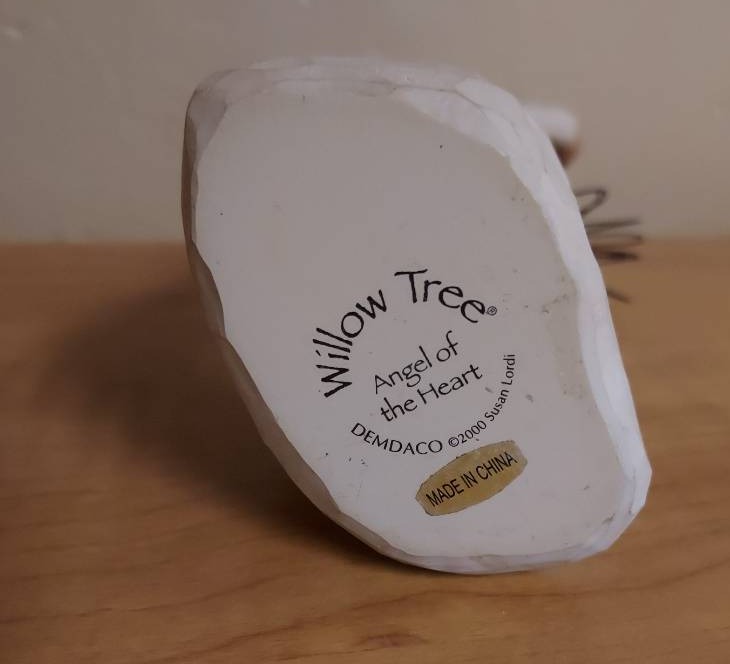 Willow Tree®
Angel of
the Heart
DEMDACO ©2000 Susan Lordi
MADE IN CHINA